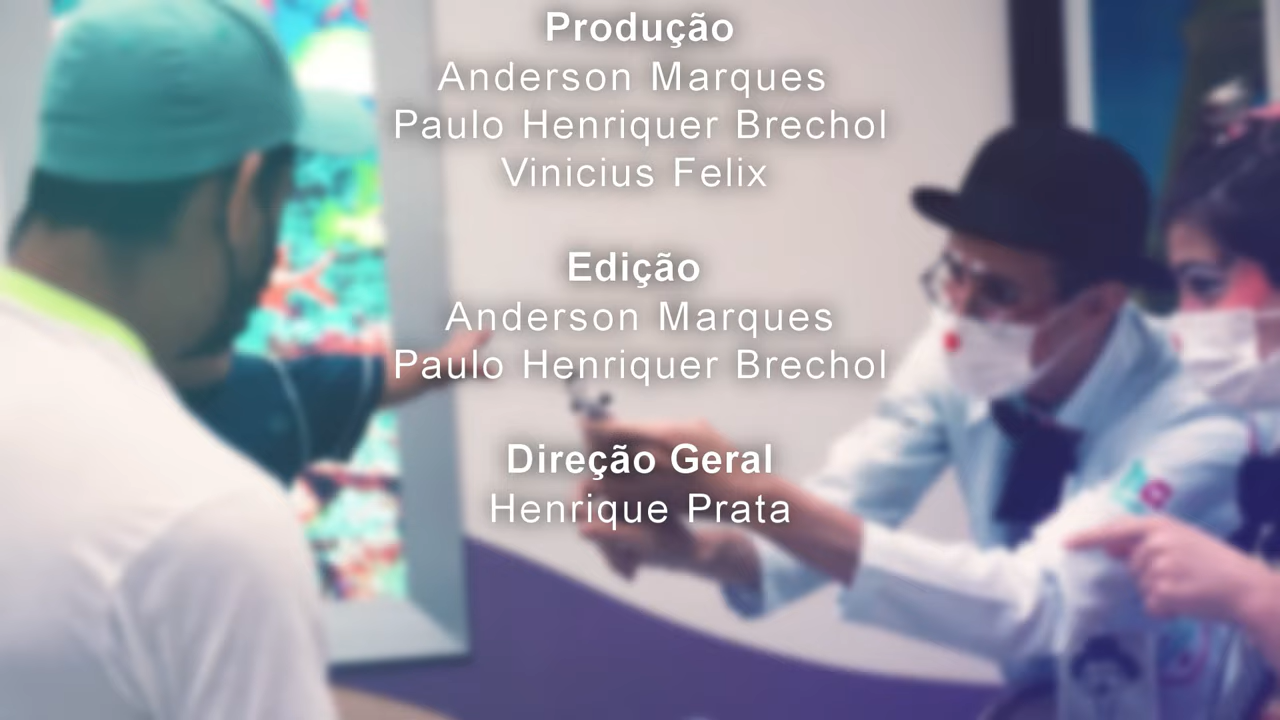 Produção
Anderson Marques
Paulo Henriquer Brechol
Vinicius Felix
Edição
Anderson Marques
Paulo Henriquer Brechol
Direção Geral
Henrique Prata